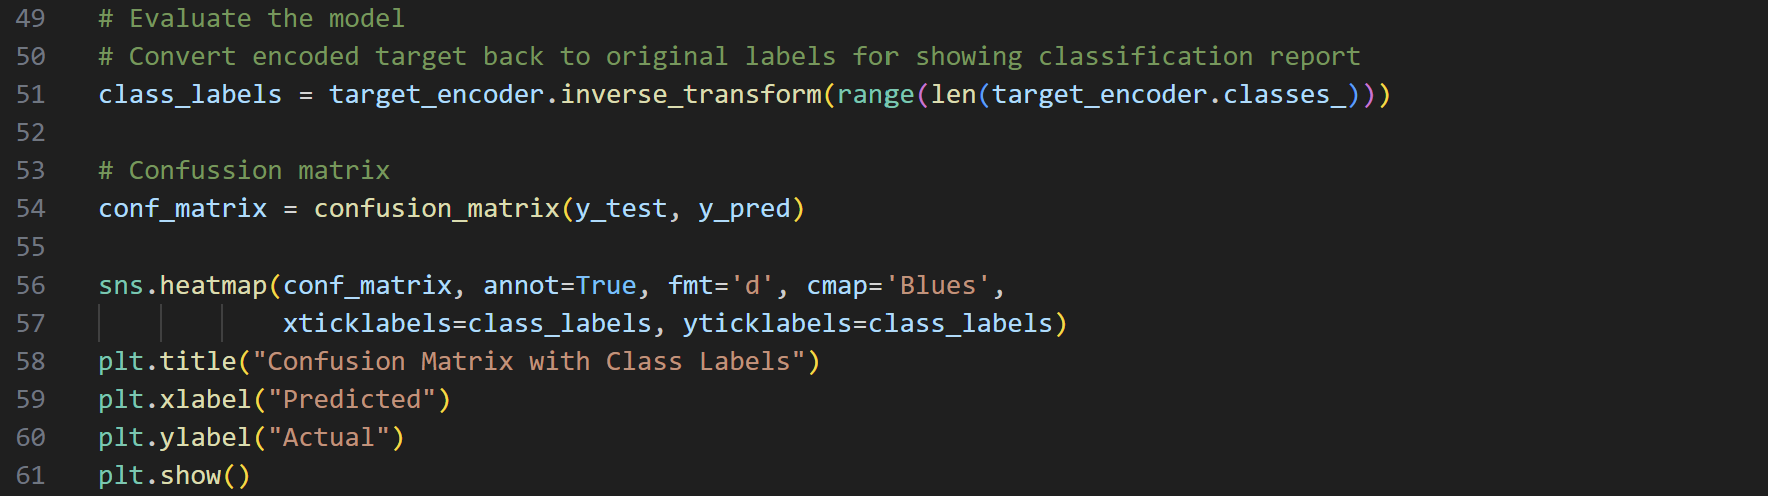 49 # Evaluate the model
50 # Convert encoded target back to original labels for showing classification report
51 class_labels = target_encoder.inverse_transform(range(len(target_encoder.classes_)))
52
53 # Confussion matrix
54 conf_matrix = confusion_matrix(y_test, y_pred)
55
56 sns.heatmap(conf_matrix, annot=True, fmt='d', cmap='Blues',
57             xticklabels=class_labels, yticklabels=class_labels)
58 plt.title("Confusion Matrix with Class Labels")
59 plt.xlabel("Predicted")
60 plt.ylabel("Actual")
61 plt.show()